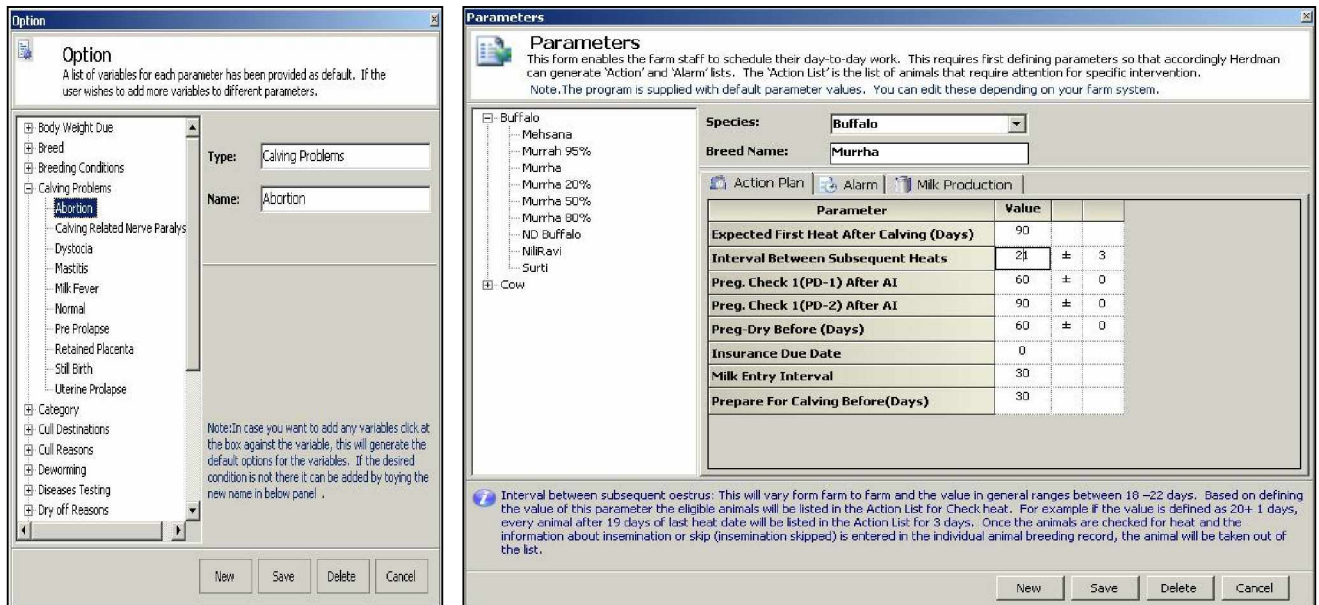 Option
Option
A list of variables for each parameter has been provided as default. If the
user wishes to add more variables to different parameters.
Body Weight Due
Breed
Breeding Conditions
Calving Problems
Abortion
Calving Related Nerve Paralys
Dystocia
Mastitis
Milk Fever
Normal
Pre Prolapse
Retained Placenta
Still Birth
Uterine Prolapse
Category
Cull Destinations
Cull Reasons
Deworming
Diseases Testing
Dry off Reasons
Type: Calving Problems
Name: Abortion
Note:In case you want to add any variables click at
the box against the variable, this will generate the
default options for the variables. If the desired
condition is not there it can be added by toying the
new name in below panel .
New Save Delete Cancel
Parameters
Parameters
This form enables the farm staff to schedule their day-to-day work. This requires first defining parameters so that accordingly Herdman
can generate 'Action' and 'Alarm' lists. The 'Action List' is the list of animals that require attention for specific intervention.
Note.The program is supplied with default parameter values. You can edit these depending on your farm system.
Buffalo
Mehsana
Murrah 95%
Murrha
Murrha 20%
Murrha 50%
Murrha 80%
ND Buffalo
NiliRavi
Surti
Cow
Species: Buffalo
Breed Name: Murrha
Action Plan Alarm Milk Production
Parameter Value
Expected First Heat After Calving (Days) 90
Interval Between Subsequent Heats 21 ± 3
Preg. Check 1(PD-1) After AI 60 ± 0
Preg. Check 1(PD-2) After AI 90 ± 0
Preg-Dry Before (Days) 60 ± 0
Insurance Due Date 0
Milk Entry Interval 30
Prepare For Calving Before(Days) 30
Interval between subsequent oestrus: This will vary form farm to farm and the value in general ranges between 18 –22 days. Based on defining
the value of this parameter the eligible animals will be listed in the Action List for Check heat. For example if the value is defined as 20+ 1 days,
every animal after 19 days of last heat date will be listed in the Action List for 3 days. Once the animals are checked for heat and the
information about insemination or skip (insemination skipped) is entered in the individual animal breeding record, the animal will be taken out of
the list.
New Save Delete Cancel